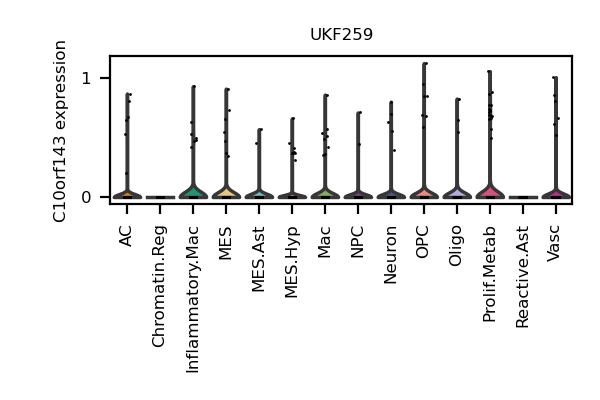 UKF259
C10orf143 expression
1
0
AC
Chromatin.Reg
Inflammatory.Mac
MES
MES.Ast
MES.Hyp
Mac
NPC
Neuron
OPC
Oligo
Prolif.Metab
Reactive.Ast
Vasc